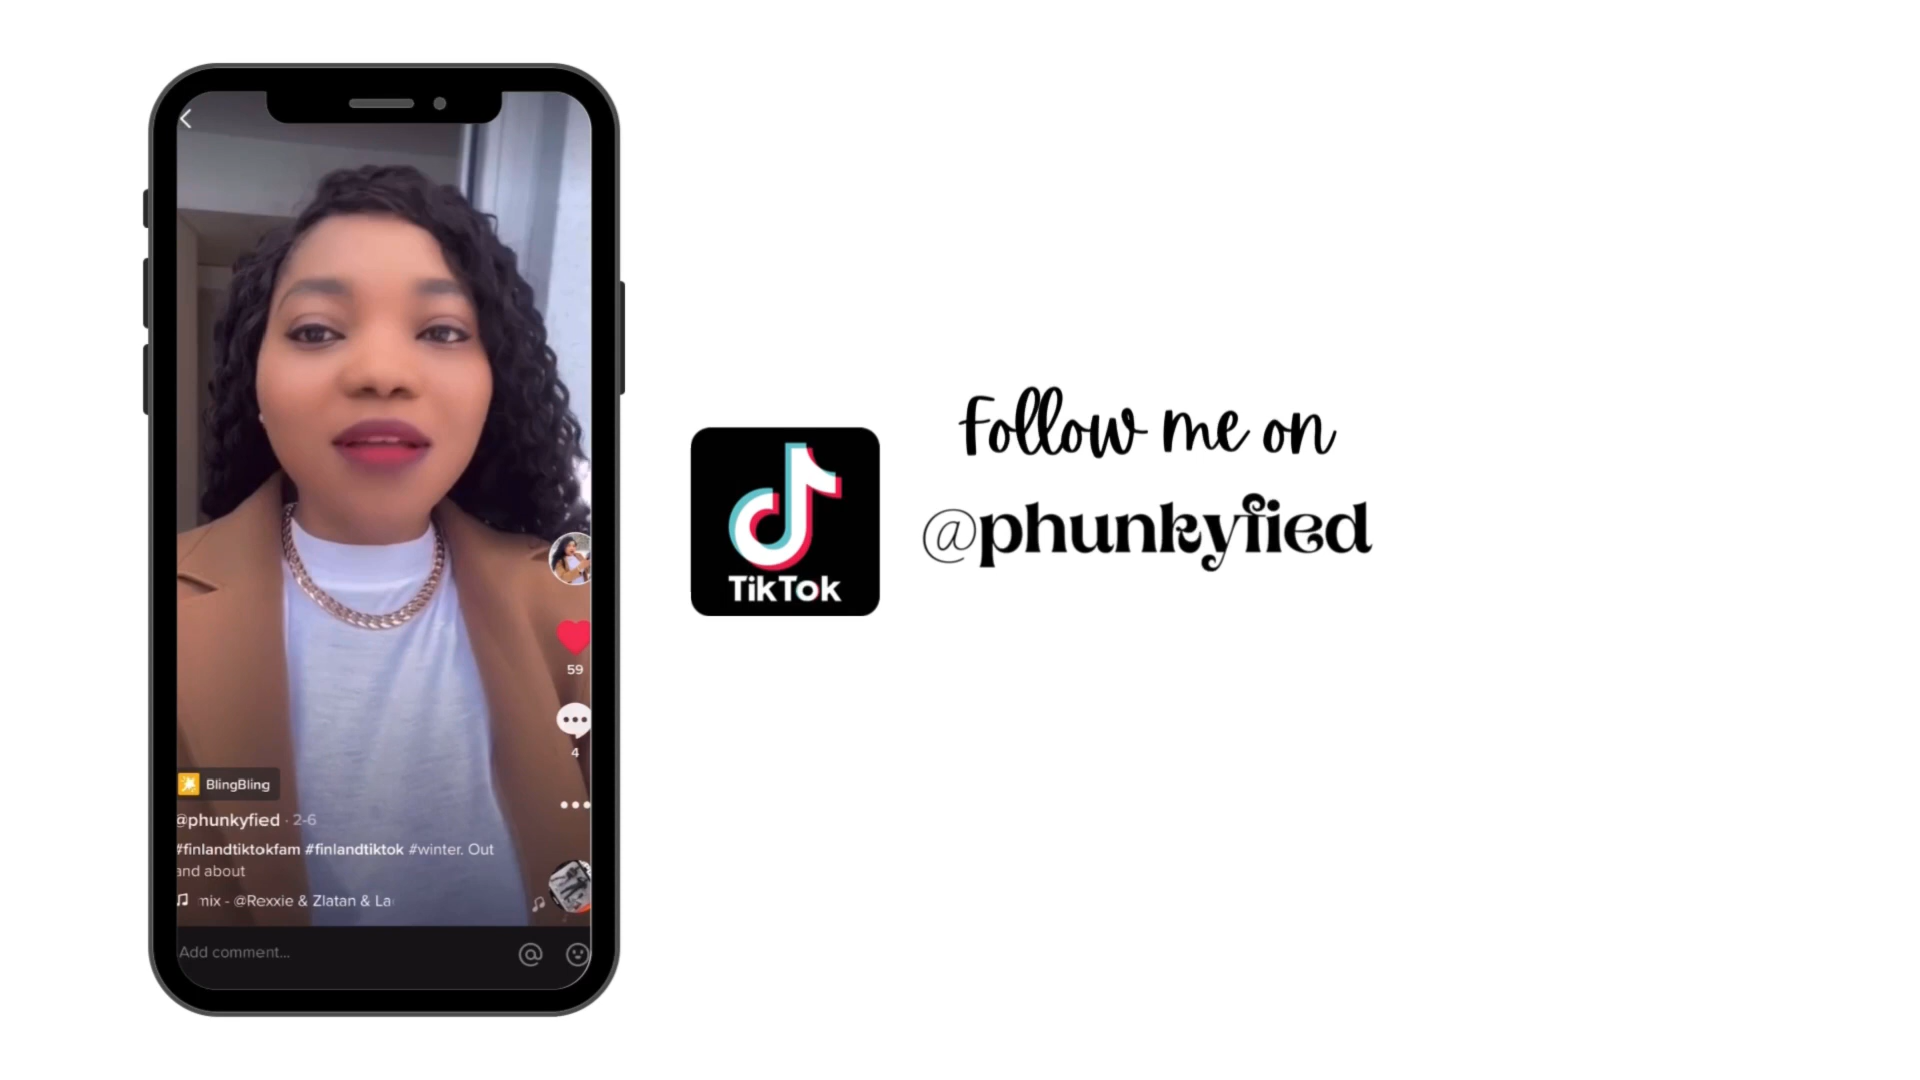 BlingBling
@phunkyfied · 2-6
#finlandtiktokfam #finlandtiktok #winter. Out
and about
mix - @Rexxie & Zlatan & La
Add comment...
59
4
TikTok
Follow me on
@phunkyfied